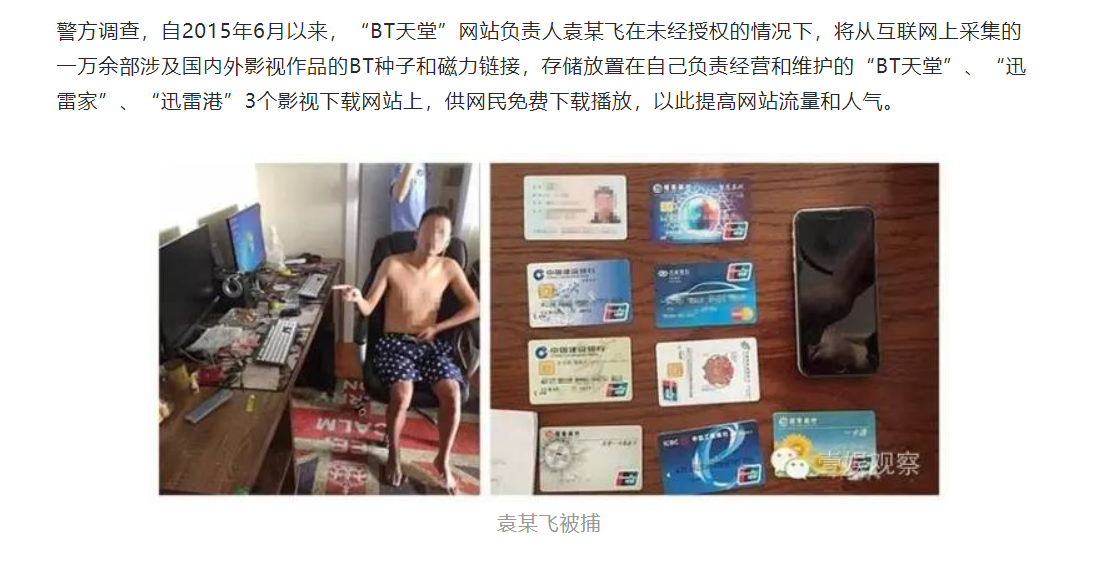 警方调查，自2015年6月以来，“BT天堂”网站负责人袁某飞在未经授权的情况下，将从互联网上采集的
一万余部涉及国内外影视作品的BT种子和磁力链接，存储放置在自己负责经营和维护的“BT天堂”、“迅
雷家”、“迅雷港”3个影视下载网站上，供网民免费下载播放，以此提高网站流量和人气。
中国建设银行
中国建设银行
ICBC 中国工商银行
KEEP
CALM
壹娱观察
袁某飞被捕